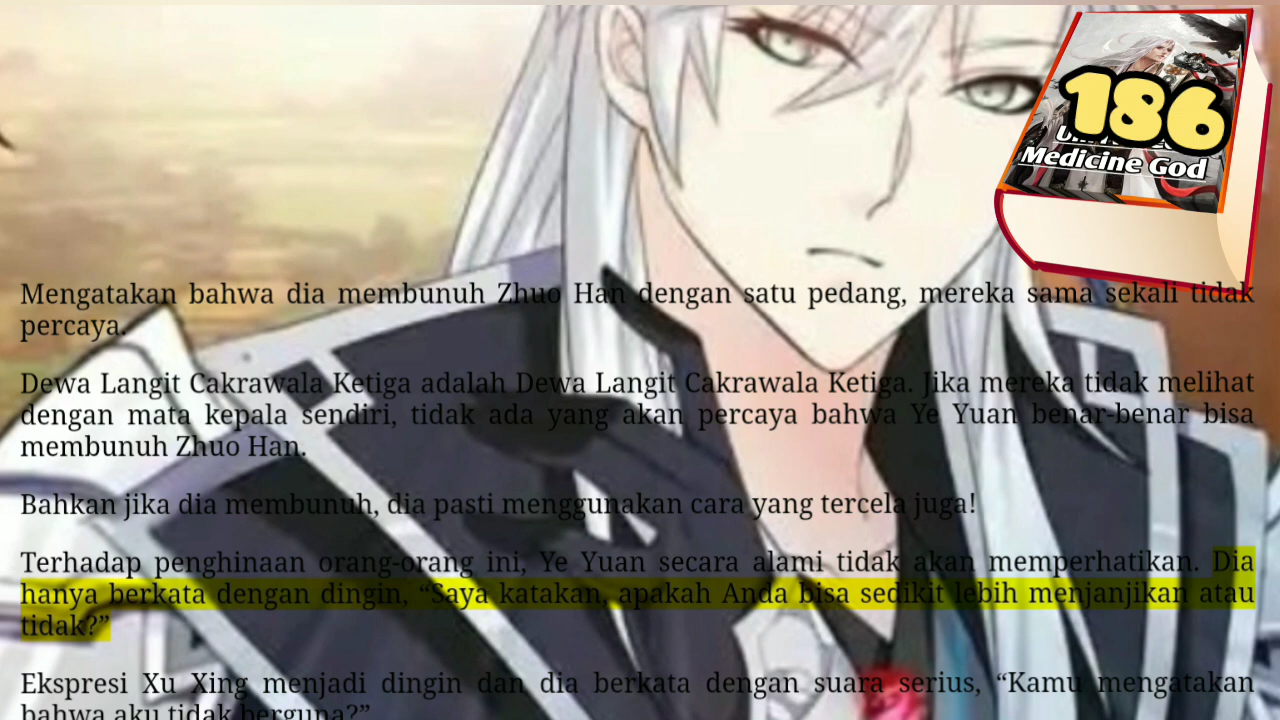 186
Medicine God
Mengatakan bahwa dia membunuh Zhuo Han dengan satu pedang, mereka sama sekali tidak
percaya.
Dewa Langit Cakrawala Ketiga adalah Dewa Langit Cakrawala Ketiga. Jika mereka tidak melihat
dengan mata kepala sendiri, tidak ada yang akan percaya bahwa Ye Yuan benar-benar bisa
membunuh Zhuo Han.
Bahkan jika dia membunuh, dia pasti menggunakan cara yang tercela juga!
Terhadap penghinaan orang-orang ini, Ye Yuan secara alami tidak akan memperhatikan. Dia
hanya berkata dengan dingin, “Saya katakan, apakah Anda bisa sedikit lebih menjanjikan atau
tidak?”
Ekspresi Xu Xing menjadi dingin dan dia berkata dengan suara serius, “Kamu mengatakan
bahwa aku tidak berguna?”